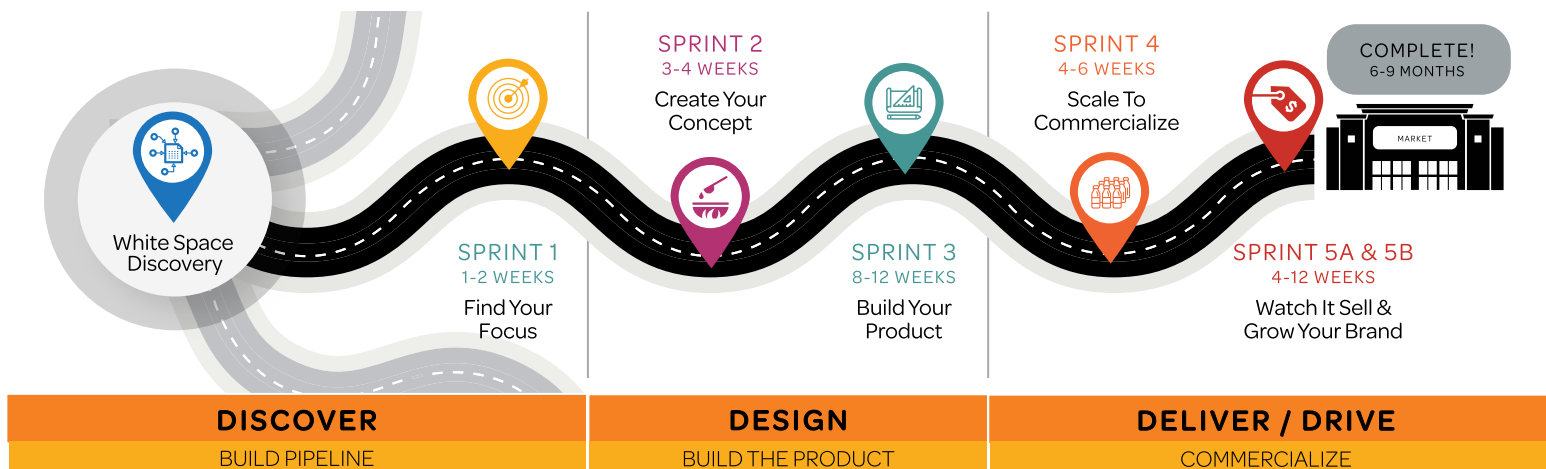 White Space
Discovery
SPRINT 1
1-2 WEEKS
Find Your
Focus
SPRINT 2
3-4 WEEKS
Create Your
Concept
SPRINT 3
8-12 WEEKS
Build Your
Product
SPRINT 4
4-6 WEEKS
Scale To
Commercialize
$
SPRINT 5A & 5B
4-12 WEEKS
Watch It Sell &
Grow Your Brand
COMPLETE!
6-9 MONTHS
MARKET
DISCOVER
BUILD PIPELINE
DESIGN
BUILD THE PRODUCT
DELIVER / DRIVE
COMMERCIALIZE